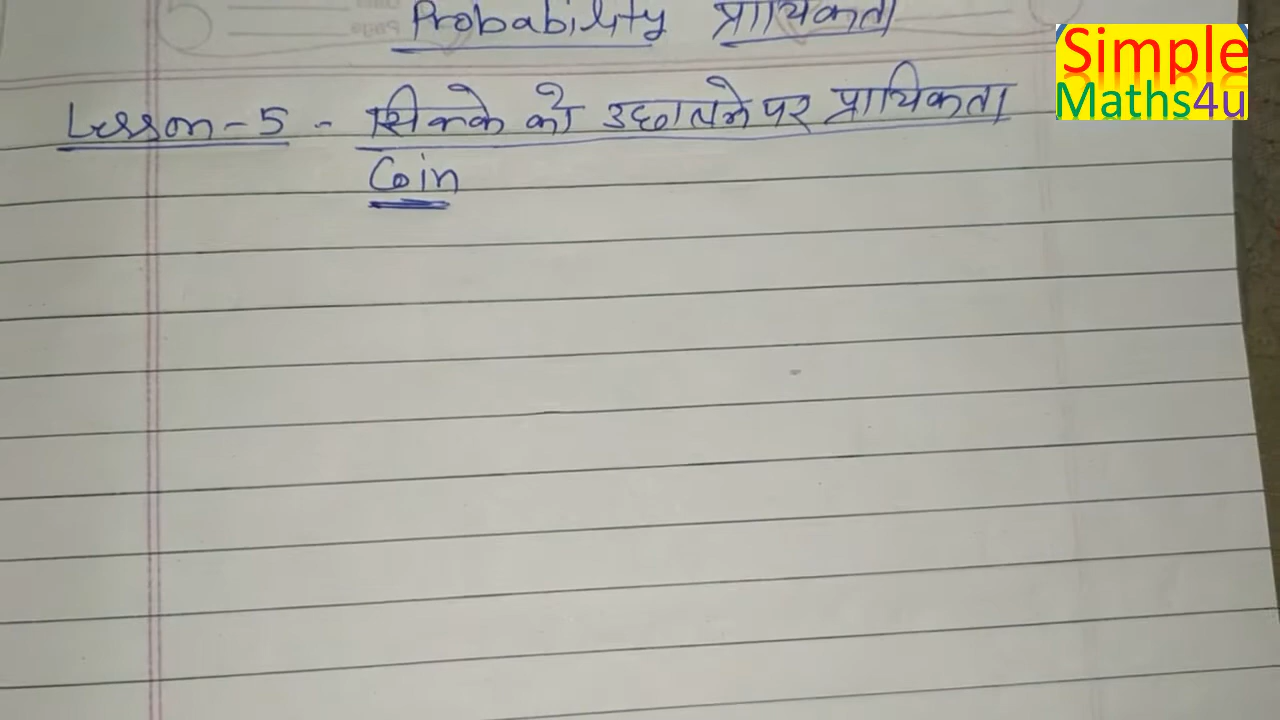 Probability प्रायिकता
Lesson-5 - सिक्के को उछालने पर प्रायिकता
Coin
Simple
Maths4u